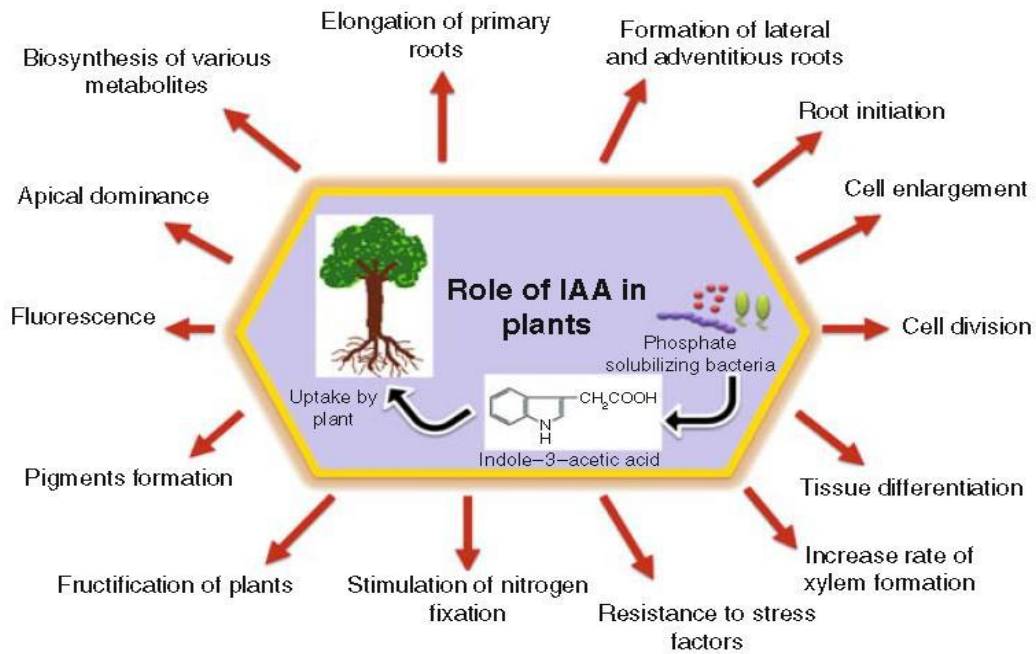 Elongation of primary
roots
Formation of lateral
and adventitious roots
Biosynthesis of various
metabolites
Root initiation
Apical dominance
Cell enlargement
Fluorescence
Cell division
Role of IAA in
plants
Phosphate
solubilizing bacteria
Uptake by
plant
CH2COOH
N
H
Indole–3–acetic acid
Pigments formation
Tissue differentiation
Fructification of plants
Stimulation of nitrogen
fixation
Resistance to stress
factors
Increase rate of
xylem formation